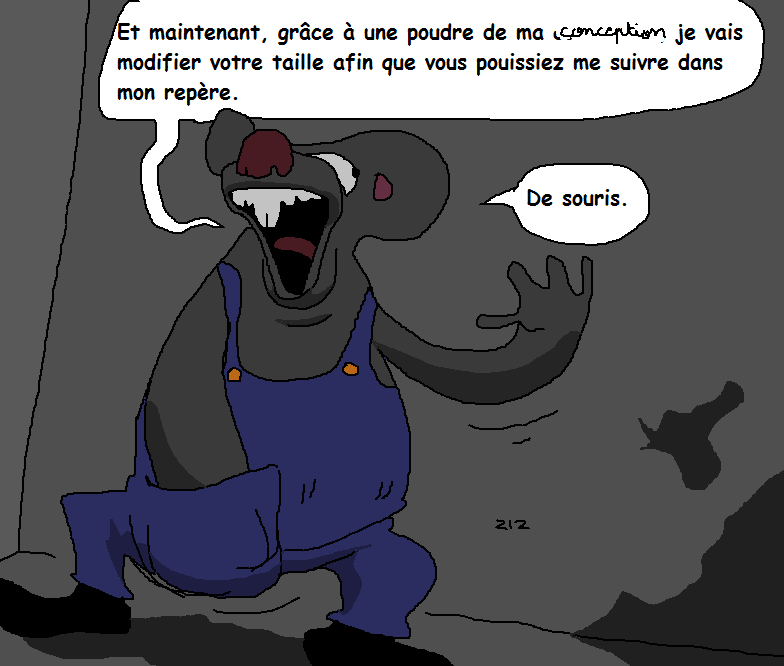 Et maintenant, grâce à une poudre de ma conception je vais
modifier votre taille afin que vous pouissiez me suivre dans
mon repère.
De souris.
ZIZ